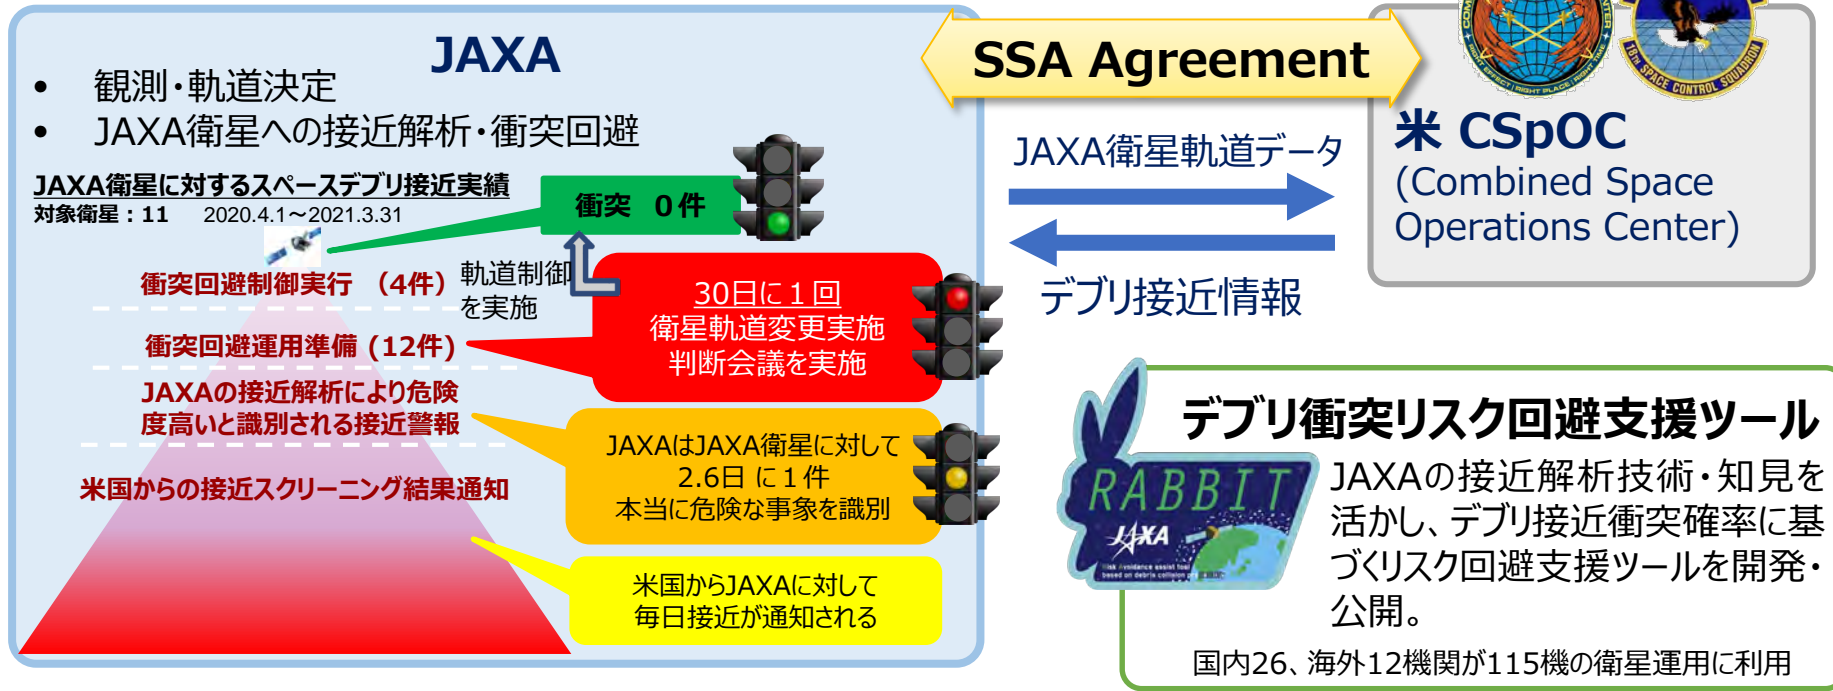 JAXA
• 観測・軌道決定
• JAXA衛星への接近解析・衝突回避
JAXA衛星に対するスペースデブリ接近実績
対象衛星：11 2020.4.1～2021.3.31
衝突 0件
衝突回避制御実行 （4件）
軌道制御
を実施
30日に１回
衛星軌道変更実施
判断会議を実施
衝突回避運用準備 (12件)
JAXAの接近解析により危険
度高いと識別される接近警報
JAXAはJAXA衛星に対して
2.6日 に１件
本当に危険な事象を識別
米国からの接近スクリーニング結果通知
米国からJAXAに対して
毎日接近が通知される
SSA Agreement
JAXA衛星軌道データ
デブリ接近情報
RIGHT EFFECT | RIGHT PLACE | RIGHT TIME
18TH SPACE CONTROL SQUADRON
米 CSpOC
(Combined Space
Operations Center)
デブリ衝突リスク回避支援ツール
RABBIT
JAXA
Risk Avoidance assist tool
based on debris collision
JAXAの接近解析技術・知見を
活かし、デブリ接近衝突確率に基
づくリスク回避支援ツールを開発・
公開。
国内26、海外12機関が115機の衛星運用に利用